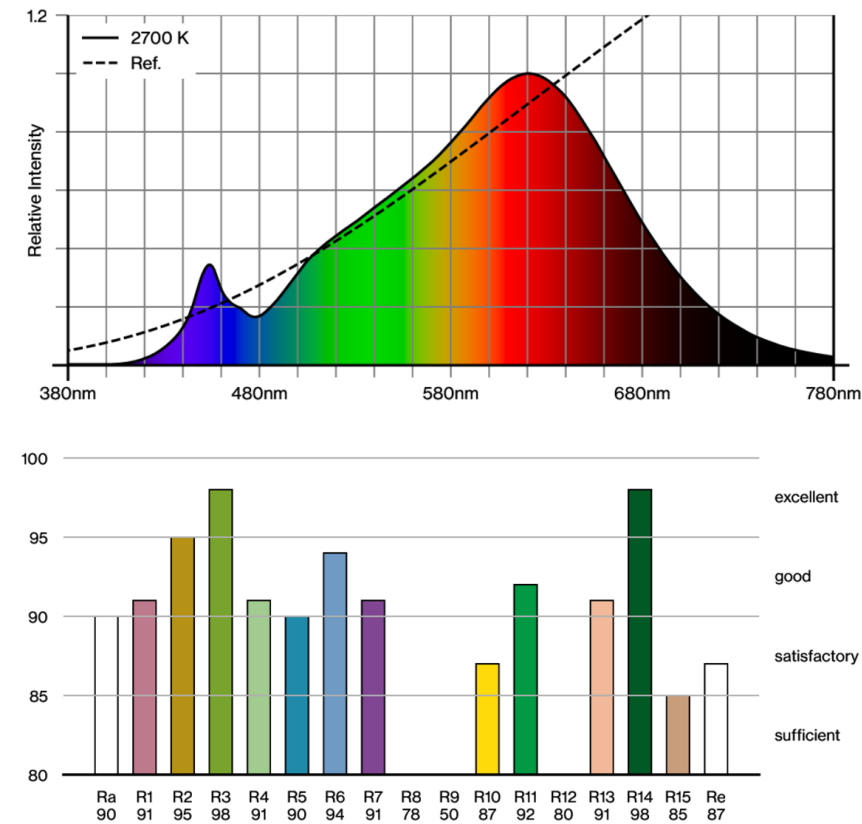 1.2
2700 K
Ref.
Relative Intensity
380nm 480nm 580nm 680nm 780nm
100
excellent
95
good
90
satisfactory
85
sufficient
80
Ra R1 R2 R3 R4 R5 R6 R7 R8 R9 R10 R11 R12 R13 R14 R15 Re
90 91 95 98 91 90 94 91 78 50 87 92 80 91 98 85 87